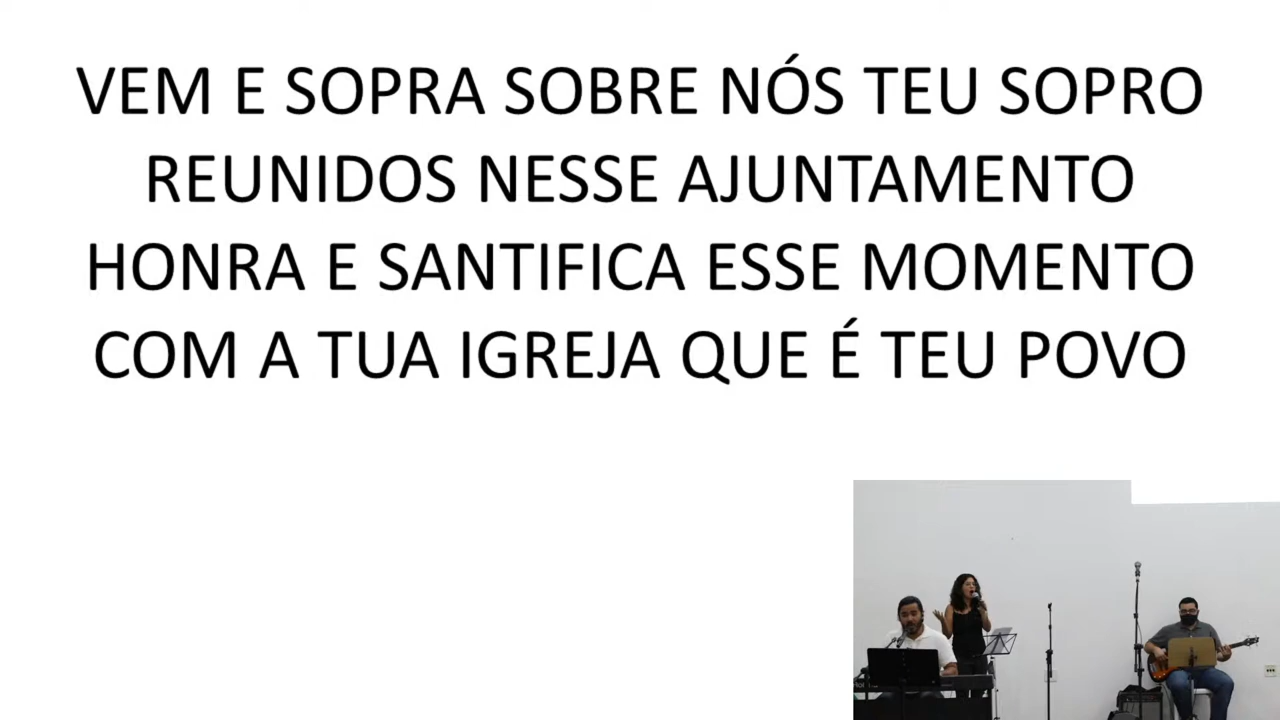 VEM E SOPRA SOBRE NÓS TEU SOPRO
REUNIDOS NESSE AJUNTAMENTO
HONRA E SANTIFICA ESSE MOMENTO
COM A TUA IGREJA QUE É TEU POVO